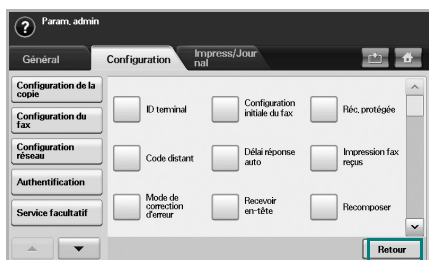 Param. admin
Général
Configuration
Impress/Jour
nal
Configuration de la
copie
Configuration du
fax
Configuration
réseau
Authentification
Service facultatif
ID terminal
Configuration
initiale du fax
Réc. protégée
Code distant
Délai réponse
auto
Impression fax
reçus
Mode de
correction
d'erreur
Recevoir
en-tête
Recomposer
Retour